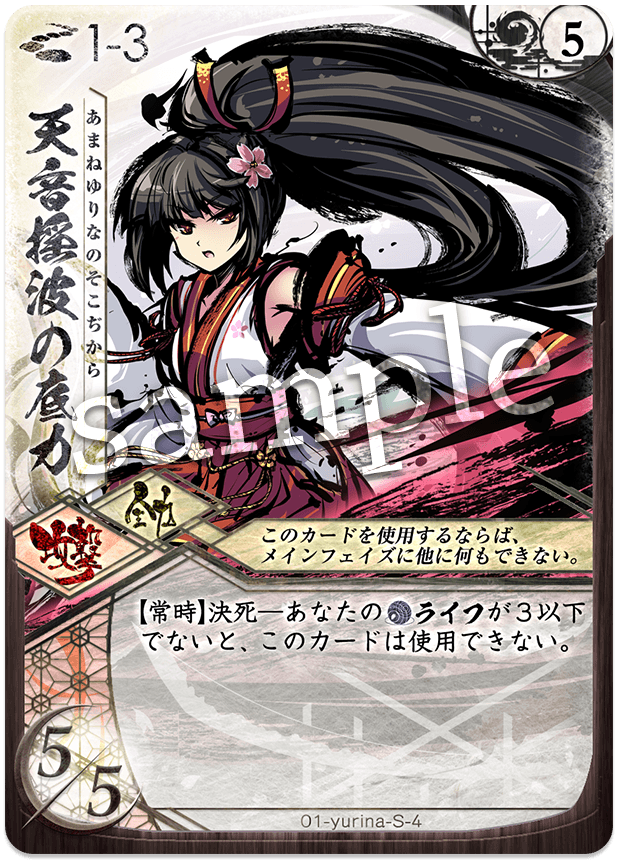 1-3
5
天音揺波の底力
あまねゆりなのそこぢから
sample
攻撃
全力
このカードを使用するならば、
メインフェイズに他に何もできない。
【常時】決死―あなたのライフが3以下
でないと、このカードは使用できない。
5/5
01-yurina-S-4